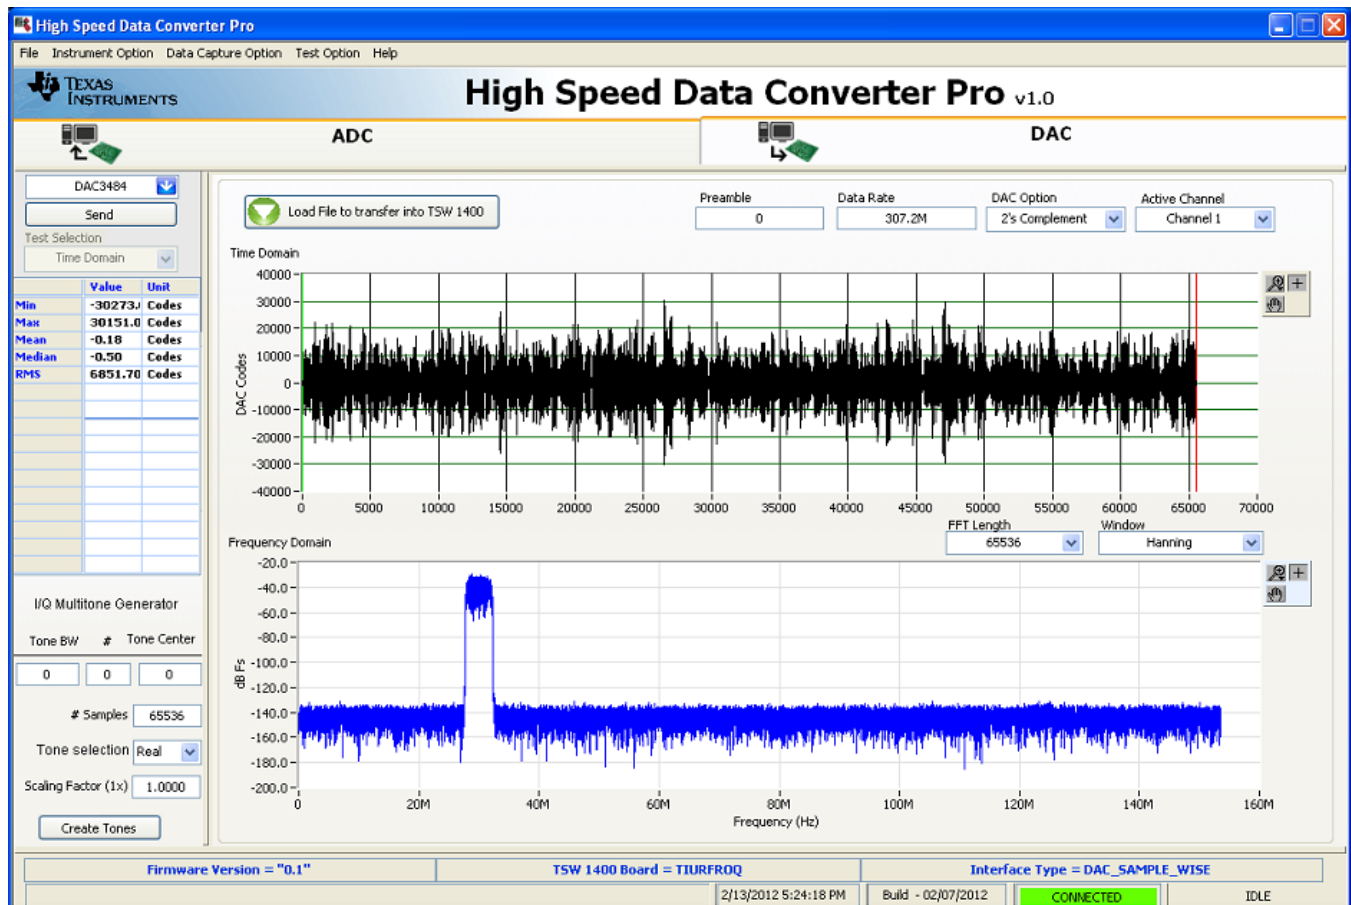 High Speed Data Converter Pro
File Instrument Option Data Capture Option Test Option Help
TEXAS INSTRUMENTS
High Speed Data Converter Pro v1.0
ADC
DAC
DAC3484
Send
Test Selection
Time Domain
Value Unit
Min -30273. Codes
Max 30151.0 Codes
Mean -0.18 Codes
Median -0.50 Codes
RMS 6851.70 Codes
I/Q Multitone Generator
Tone BW # Tone Center
0 0 0
# Samples 65536
Tone selection Real
Scaling Factor (1x) 1.0000
Create Tones
Load File to transfer into TSW 1400
Preamble Data Rate DAC Option Active Channel
0 307.2M 2's Complement Channel 1
Time Domain
DAC Codes
40000
30000
20000
10000
0
-10000
-20000
-30000
-40000
0 5000 10000 15000 20000 25000 30000 35000 40000 45000 50000 55000 60000 65000 70000
FFT Length Window
65536 Hanning
Frequency Domain
dB Fs
-20.0
-40.0
-60.0
-80.0
-100.0
-120.0
-140.0
-160.0
-180.0
-200.0
0 20M 40M 60M 80M 100M 120M 140M 160M
Frequency (Hz)
Firmware Version = "0.1" TSW 1400 Board = TIURFROQ Interface Type = DAC_SAMPLE_WISE
2/13/2012 5:24:18 PM Build - 02/07/2012 CONNECTED IDLE